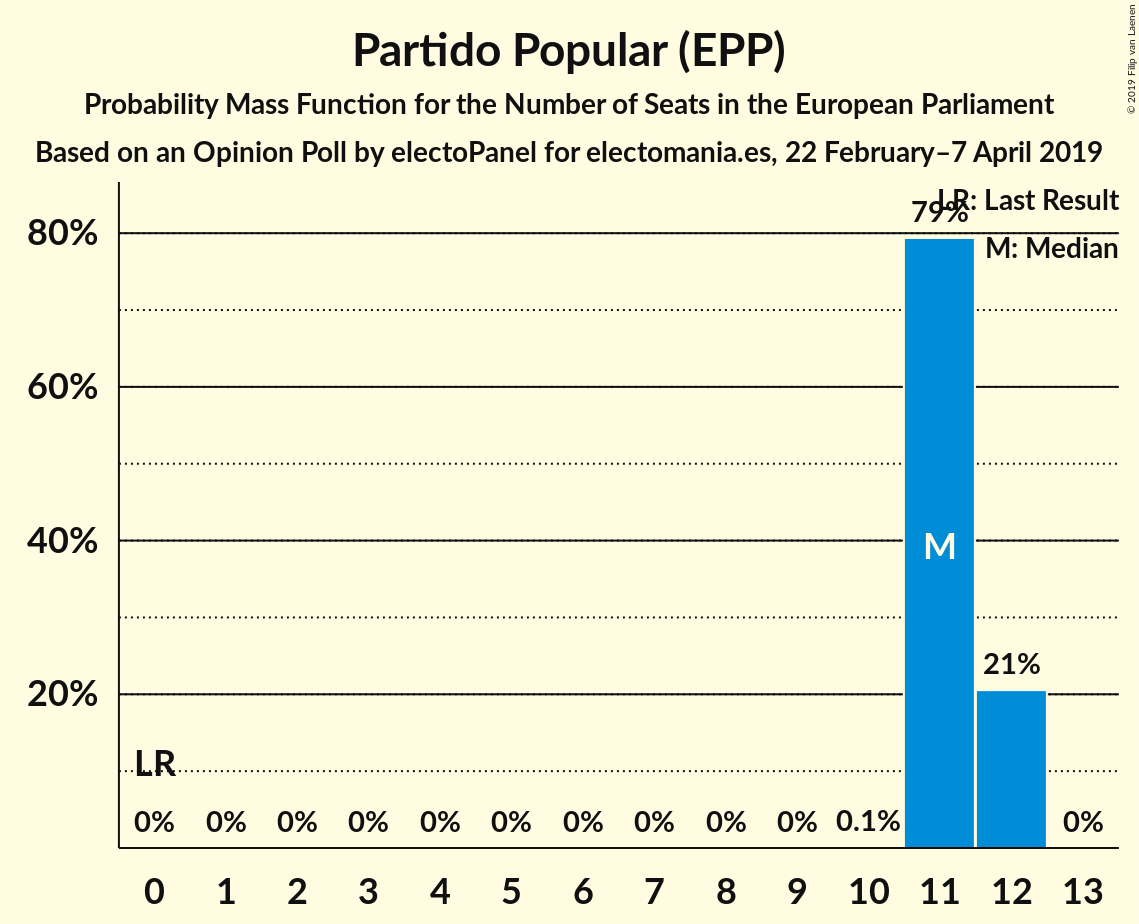 Partido Popular (EPP)
Probability Mass Function for the Number of Seats in the European Parliament
Based on an Opinion Poll by electoPanel for electomania.es, 22 February–7 April 2019
© 2019 Filip van Laenen
LR: Last Result
M: Median
80%
60%
40%
20%
79%
M
21%
LR
0% 0% 0% 0% 0% 0% 0% 0% 0% 0% 0.1% 0%
0 1 2 3 4 5 6 7 8 9 10 11 12 13